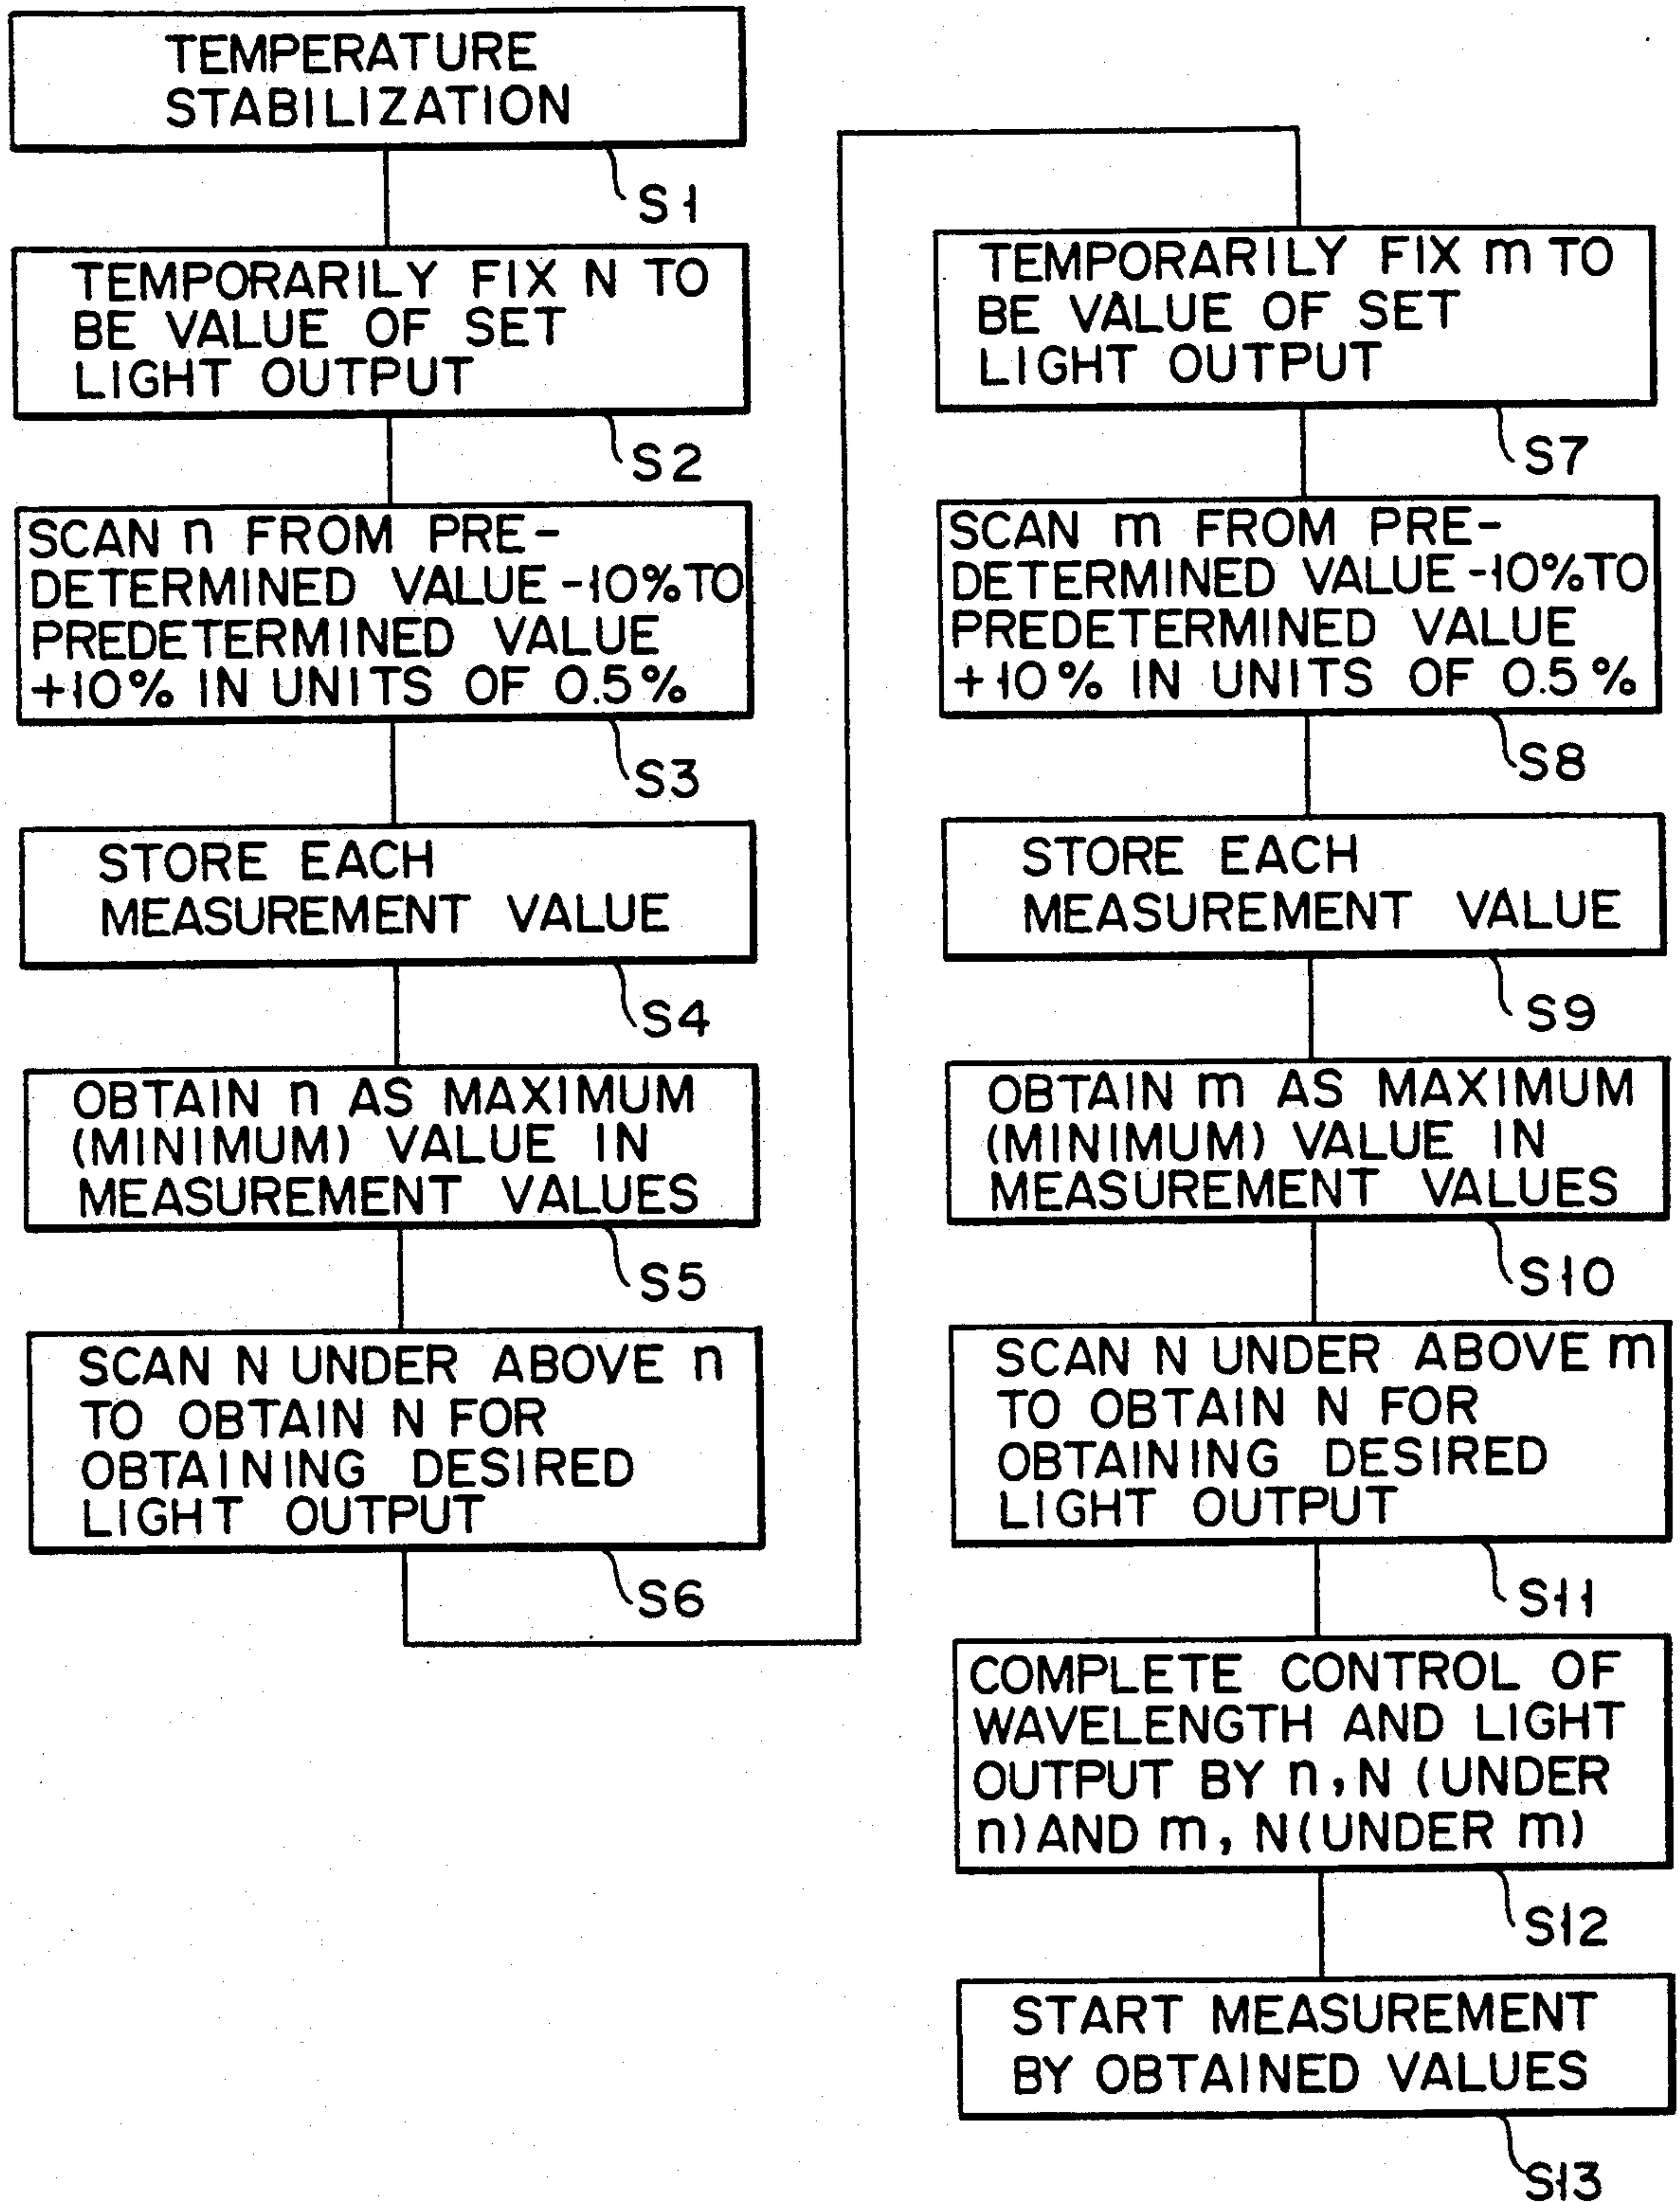 TEMPERATURE
STABILIZATION
S1
TEMPORARILY FIX N TO
BE VALUE OF SET
LIGHT OUTPUT
S2
SCAN n FROM PRE-
DETERMINED VALUE -10% TO
PREDETERMINED VALUE
+10% IN UNITS OF 0.5%
S3
STORE EACH
MEASUREMENT VALUE
S4
OBTAIN n AS MAXIMUM
(MINIMUM) VALUE IN
MEASUREMENT VALUES
S5
SCAN N UNDER ABOVE n
TO OBTAIN N FOR
OBTAINING DESIRED
LIGHT OUTPUT
S6
TEMPORARILY FIX m TO
BE VALUE OF SET
LIGHT OUTPUT
S7
SCAN m FROM PRE-
DETERMINED VALUE -10% TO
PREDETERMINED VALUE
+10% IN UNITS OF 0.5%
S8
STORE EACH
MEASUREMENT VALUE
S9
OBTAIN m AS MAXIMUM
(MINIMUM) VALUE IN
MEASUREMENT VALUES
S10
SCAN N UNDER ABOVE m
TO OBTAIN N FOR
OBTAINING DESIRED
LIGHT OUTPUT
S11
COMPLETE CONTROL OF
WAVELENGTH AND LIGHT
OUTPUT BY n, N (UNDER
n) AND m, N (UNDER m)
S12
START MEASUREMENT
BY OBTAINED VALUES
S13